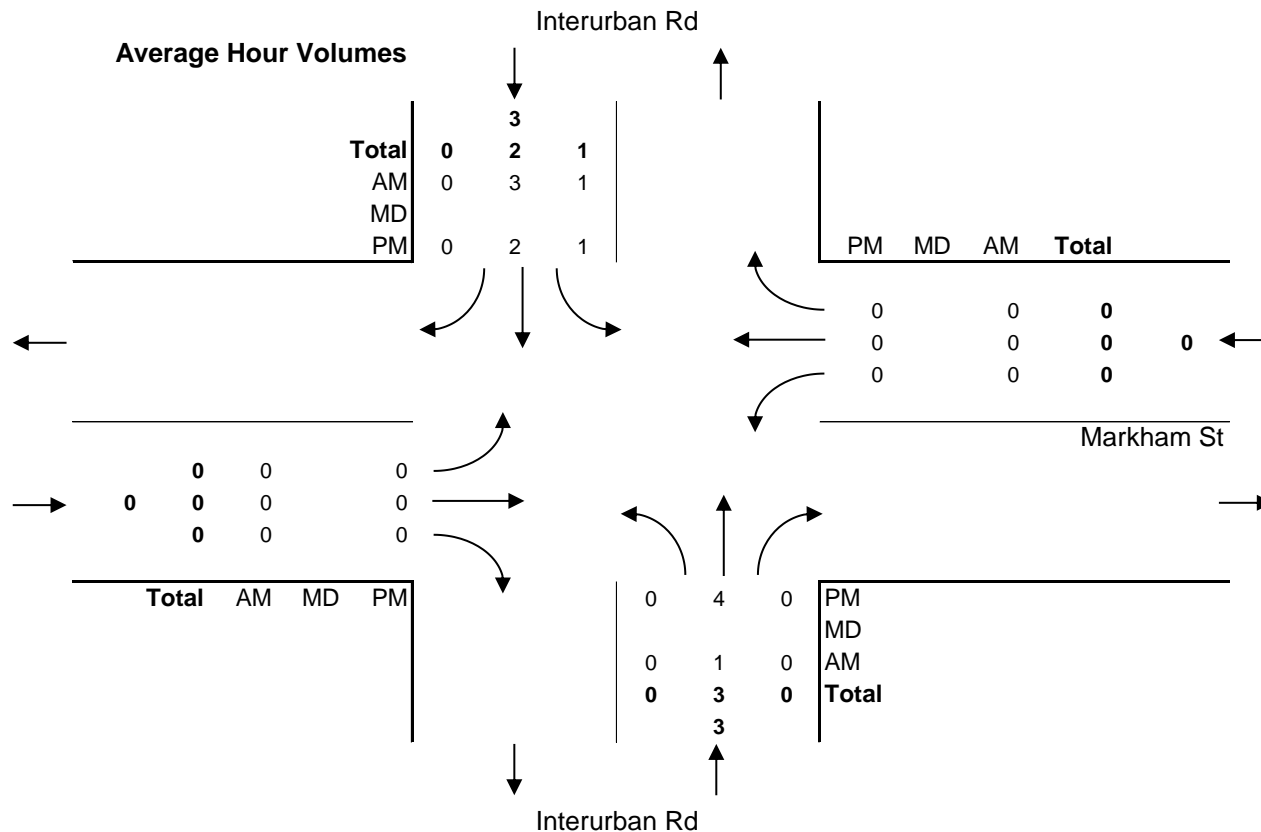 Interurban Rd
Average Hour Volumes
3
Total 0 2 1
AM 0 3 1
MD
PM 0 2 1
PM MD AM Total
0 0 0
0 0 0 0
0 0 0
Markham St
0 0 0
0 0 0 0
0 0 0
Total AM MD PM
0 4 0 PM
MD
0 1 0 AM
0 3 0 Total
3
Interurban Rd